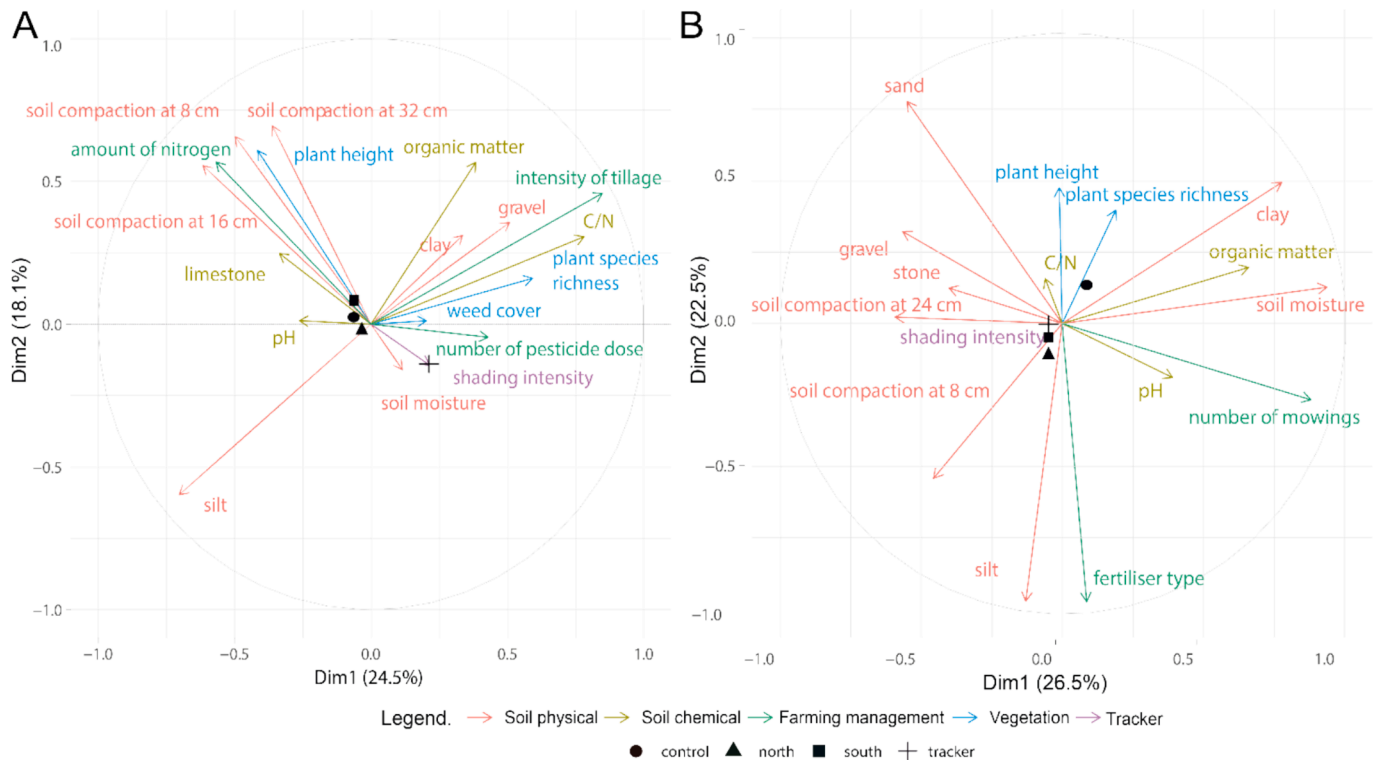 A
B
1.0
soil compaction at 8 cm
soil compaction at 32 cm
amount of nitrogen
plant height
organic matter
0.5
intensity of tillage
gravel
soil compaction at 16 cm
C/N
clay
limestone
plant species
richness
weed cover
0.0
pH
number of pesticide dose
shading intensity
soil moisture
−0.5
silt
−1.0
Dim2 (18.1%)
−1.0
−0.5
0.0
0.5
1.0
Dim1 (24.5%)
1.0
sand
0.5
plant height
plant species richness
clay
gravel
C/N
organic matter
stone
soil compaction at 24 cm
soil moisture
0.0
shading intensity
soil compaction at 8 cm
pH
number of mowings
−0.5
silt
fertiliser type
−1.0
Dim2 (22.5%)
−1.0
−0.5
0.0
0.5
1.0
Dim1 (26.5%)
Legend. Soil physical Soil chemical Farming management Vegetation Tracker
control north south tracker